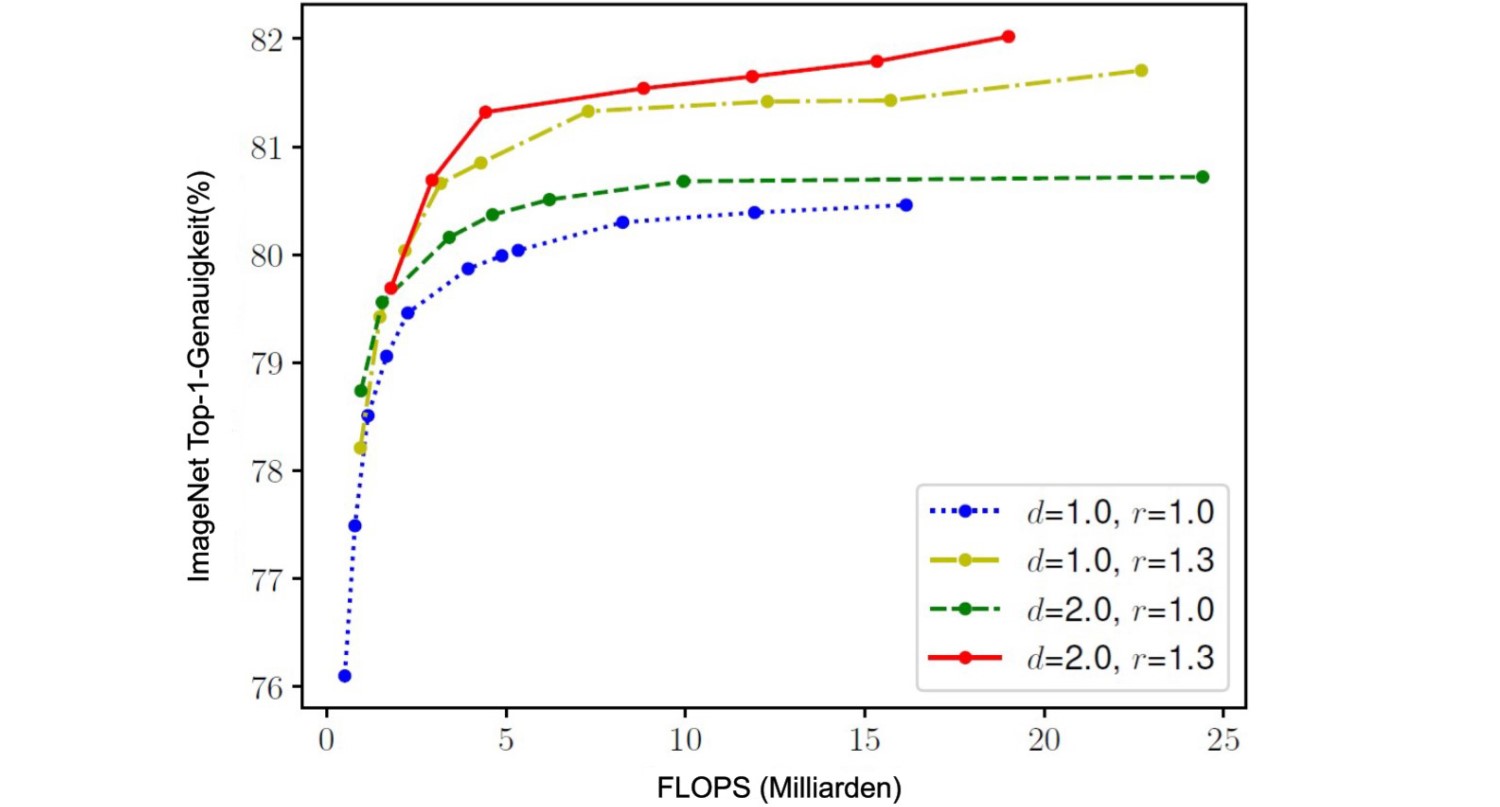 82
81
80
79
78
77
76
ImageNet Top-1-Genauigkeit(%)
0 5 10 15 20 25
FLOPS (Milliarden)
d=1.0, r=1.0
d=1.0, r=1.3
d=2.0, r=1.0
d=2.0, r=1.3